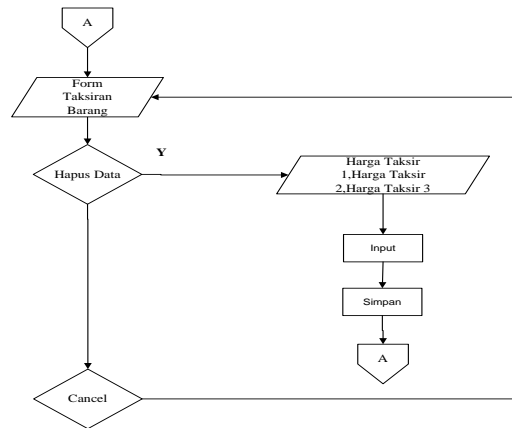 A
Form
Taksiran
Barang
Y
Hapus Data
Harga Taksir
1,Harga Taksir
2,Harga Taksir 3
Input
Simpan
A
Cancel